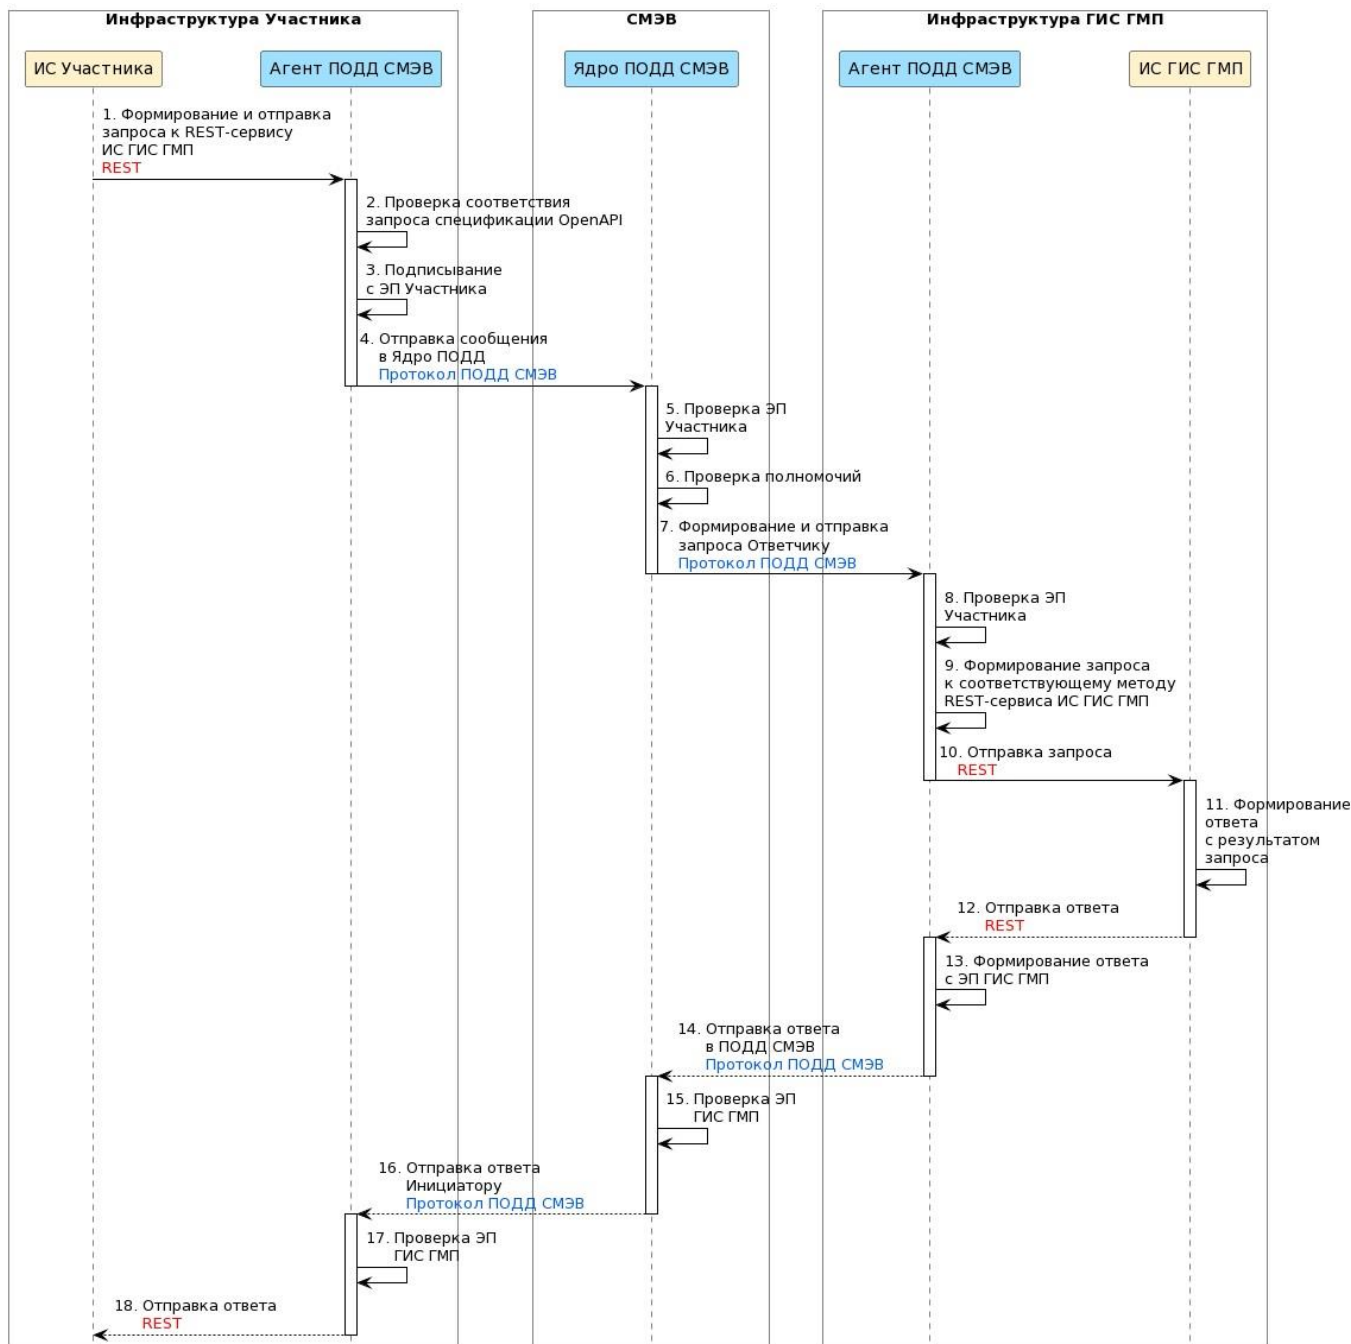 Инфраструктура Участника
СМЭВ
Инфраструктура ГИС ГМП
ИС Участника
Агент ПОДД СМЭВ
Ядро ПОДД СМЭВ
Агент ПОДД СМЭВ
ИС ГИС ГМП
1. Формирование и отправка
запроса к REST-сервису
ИС ГИС ГМП
REST
2. Проверка соответствия
запроса спецификации OpenAPI
3. Подписывание
с ЭП Участника
4. Отправка сообщения
в Ядро ПОДД
Протокол ПОДД СМЭВ
5. Проверка ЭП
Участника
6. Проверка полномочий
7. Формирование и отправка
запроса Ответчику
Протокол ПОДД СМЭВ
8. Проверка ЭП
Участника
9. Формирование запроса
к соответствующему методу
REST-сервиса ИС ГИС ГМП
10. Отправка запроса
REST
11. Формирование
ответа
с результатом
запроса
12. Отправка ответа
REST
13. Формирование ответа
с ЭП ГИС ГМП
14. Отправка ответа
в ПОДД СМЭВ
Протокол ПОДД СМЭВ
15. Проверка ЭП
ГИС ГМП
16. Отправка ответа
Инициатору
Протокол ПОДД СМЭВ
17. Проверка ЭП
ГИС ГМП
18. Отправка ответа
REST